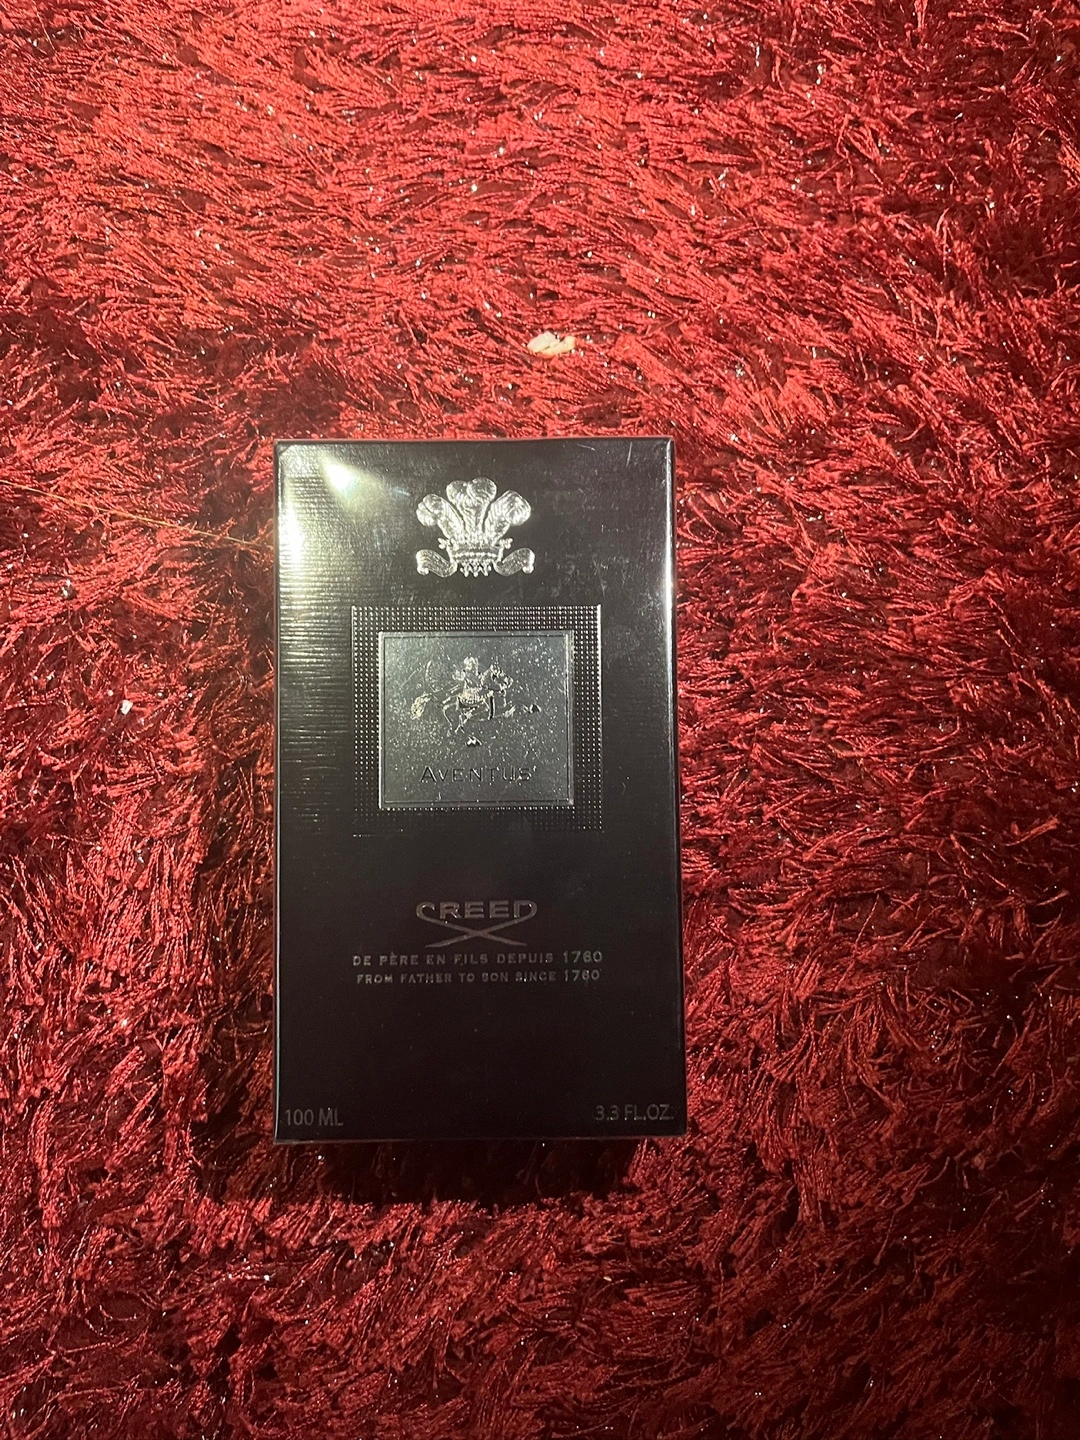 AVENTUS
CREED
DE PÈRE EN FILS DEPUIS 1760
FROM FATHER TO SON SINCE 1760
100 ML
3.3 FL.OZ.